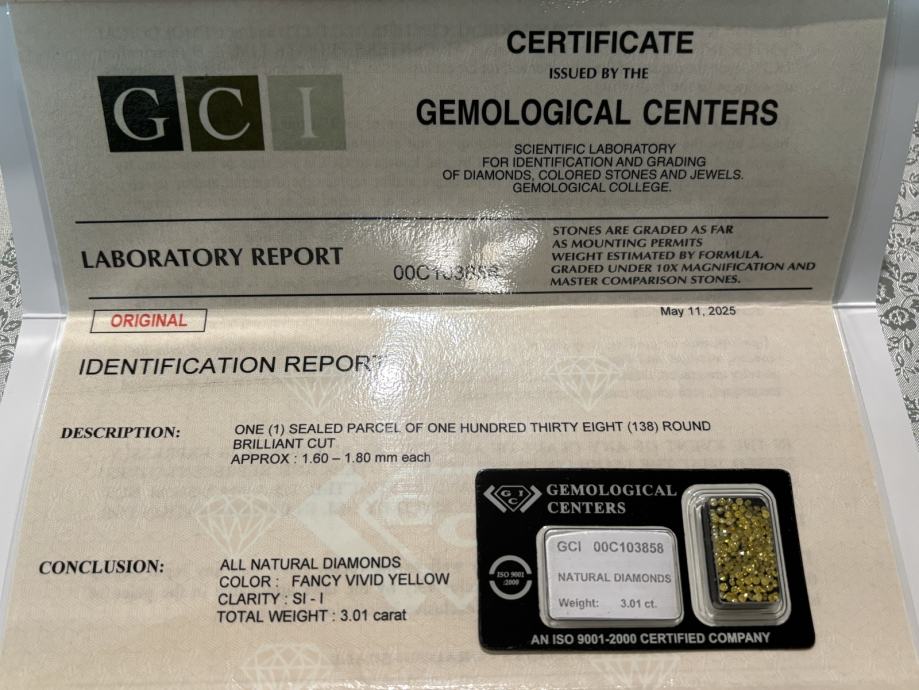 GCI
CERTIFICATE
ISSUED BY THE
GEMOLOGICAL CENTERS
SCIENTIFIC LABORATORY
FOR IDENTIFICATION AND GRADING
OF DIAMONDS, COLORED STONES AND JEWELS.
GEMOLOGICAL COLLEGE.
LABORATORY REPORT
00C103858
STONES ARE GRADED AS FAR
AS MOUNTING PERMITS
WEIGHT ESTIMATED BY FORMULA.
GRADED UNDER 10X MAGNIFICATION AND
MASTER COMPARISON STONES.
ORIGINAL
May 11, 2025
IDENTIFICATION REPORT
DESCRIPTION: ONE (1) SEALED PARCEL OF ONE HUNDRED THIRTY EIGHT (138) ROUND
BRILLIANT CUT
APPROX : 1.60 – 1.80 mm each
CONCLUSION: ALL NATURAL DIAMONDS
COLOR : FANCY VIVID YELLOW
CLARITY : SI - I
TOTAL WEIGHT : 3.01 carat
GIC
GEMOLOGICAL
CENTERS
GCI 00C103858
NATURAL DIAMONDS
Weight: 3.01 ct.
ISO 9001
:2000
AN ISO 9001-2000 CERTIFIED COMPANY